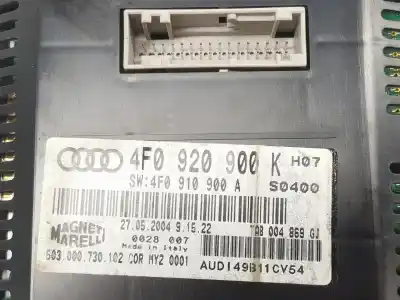 4F0 920 900 K H07
SW:4F0 910 900 A S0400
27.05.2004 9.15.22 TAB 004 869 GJ
MAGNETI MARELLI
0028 007
Made in Italy
503.000.730.102 COR MY2 0001
AUDI49B11CV54